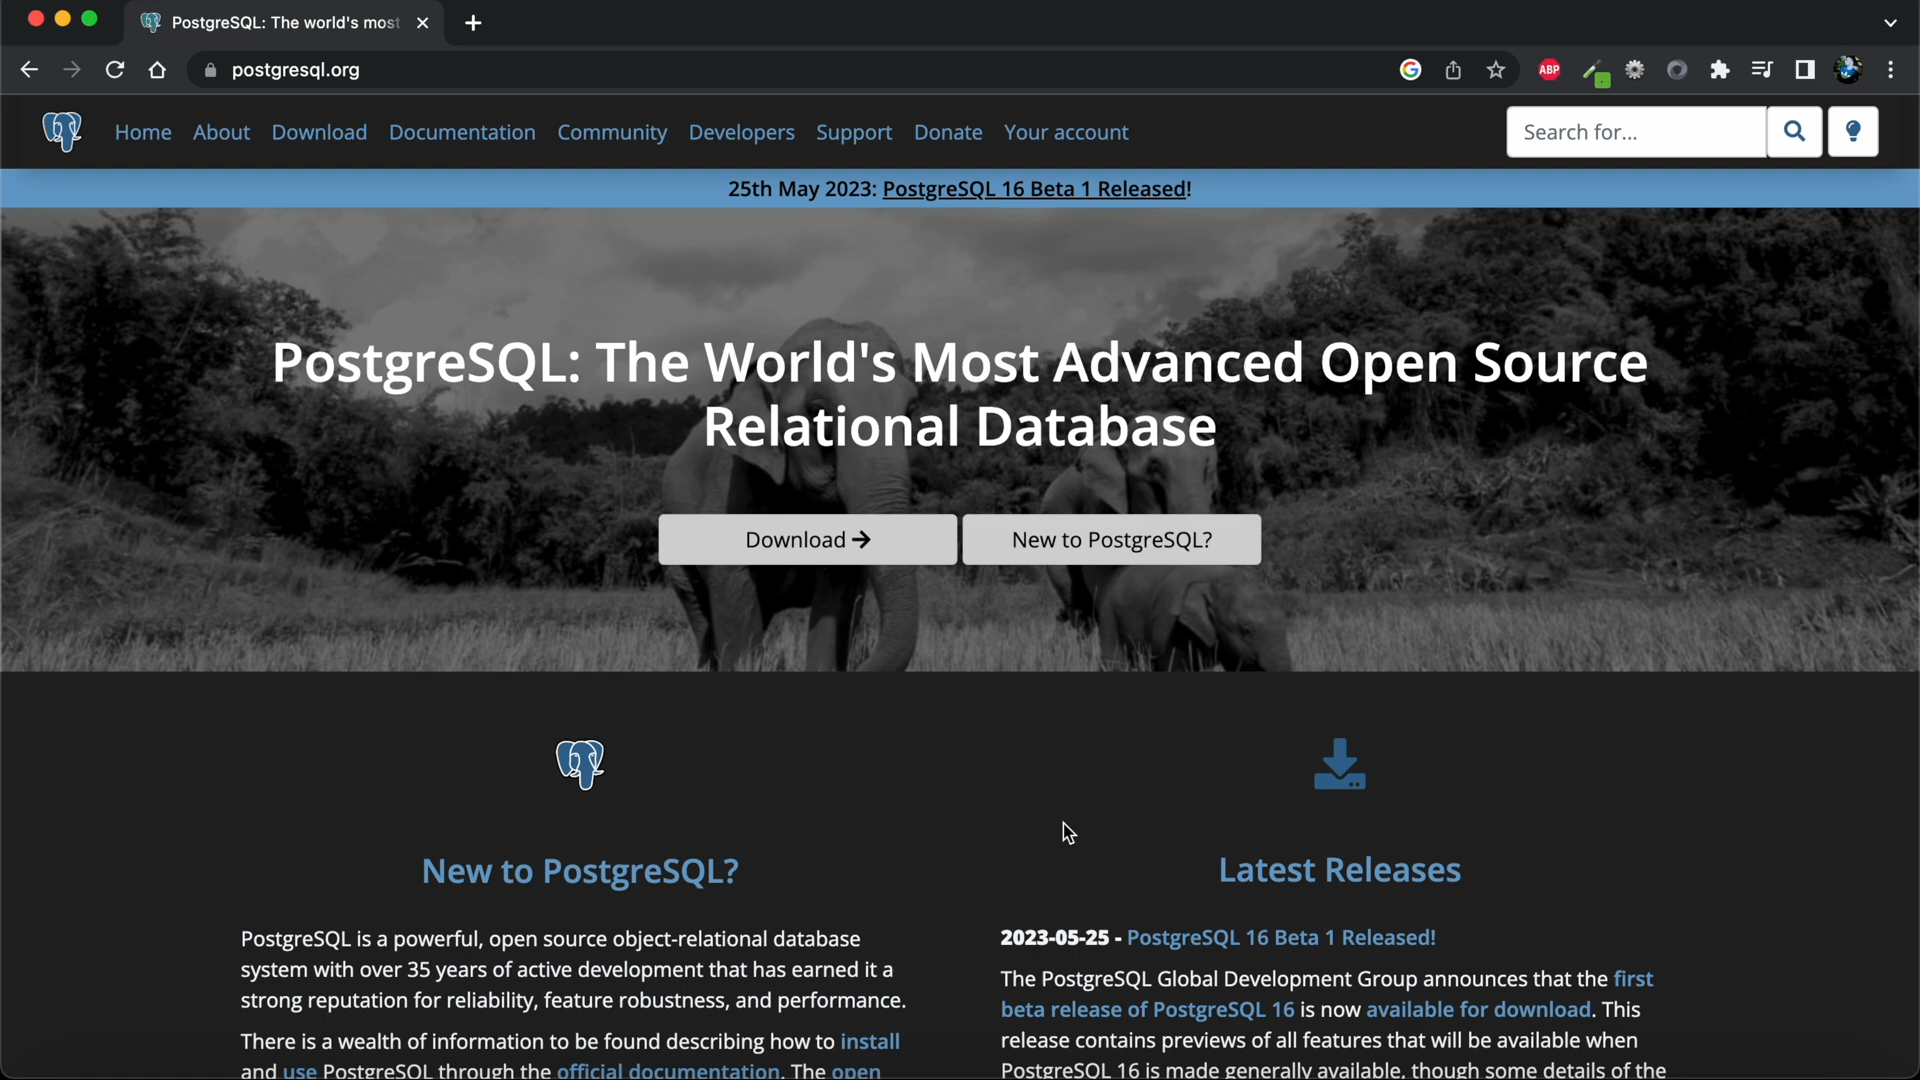 PostgreSQL: The world's most
postgresql.org
ABP
Home About Download Documentation Community Developers Support Donate Your account
Search for...
25th May 2023: PostgreSQL 16 Beta 1 Released!
PostgreSQL: The World's Most Advanced Open Source
Relational Database
Download
New to PostgreSQL?
New to PostgreSQL?
PostgreSQL is a powerful, open source object-relational database
system with over 35 years of active development that has earned it a
strong reputation for reliability, feature robustness, and performance.
There is a wealth of information to be found describing how to install
and use PostgreSQL through the official documentation. The open
Latest Releases
2023-05-25 - PostgreSQL 16 Beta 1 Released!
The PostgreSQL Global Development Group announces that the first
beta release of PostgreSQL 16 is now available for download. This
release contains previews of all features that will be available when
PostgreSQL 16 is made generally available, though some details of the